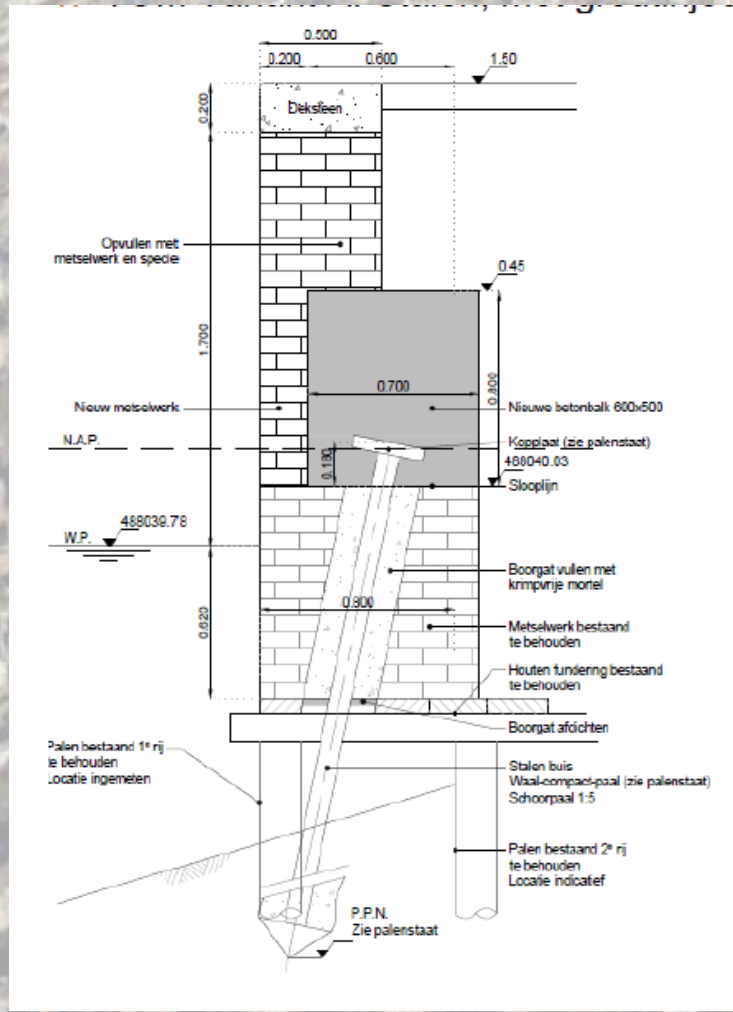 0.500
0.200
0.600
1.50
0.200
Deksteen
Opvullen met
metselwerk en specie
0.45
1.700
0.700
0.800
Nieuw metselwerk
Nieuwe betonbalk 600x500
N.A.P.
Kopplaat (zie palenstaat)
0.180
488040.03
Slooplijn
488039.78
W.P.
Boorgat vullen met
krimpvrije mortel
0.800
0.620
Metselwerk bestaand
te behouden
Houten fundering bestaand
te behouden
Boorgat afdichten
Palen bestaand 1e rij
te behouden
Locatie ingemeten
Stalen buis
Waal-compact-paal (zie palenstaat)
Schoorpaal 1:5
Palen bestaand 2e rij
te behouden
Locatie indicatief
P.P.N.
Zie palenstaat